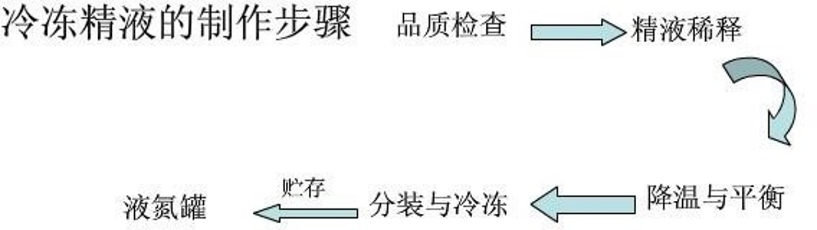 冷冻精液的制作步骤
品质检查
精液稀释
降温与平衡
分装与冷冻
贮存
液氮罐